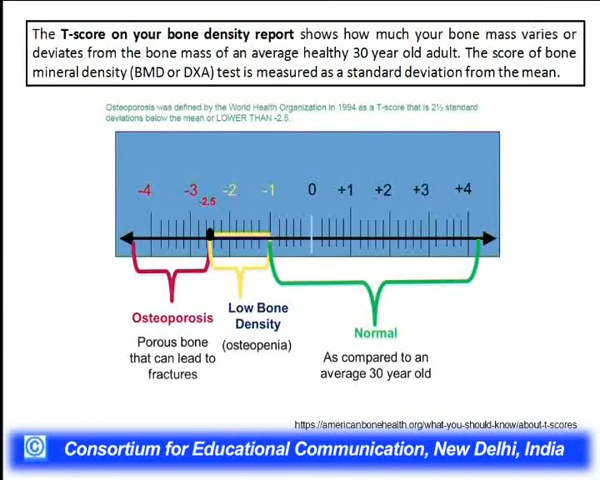 The T-score on your bone density report shows how much your bone mass varies or
deviates from the bone mass of an average healthy 30 year old adult. The score of bone
mineral density (BMD or DXA) test is measured as a standard deviation from the mean.
Osteoporosis was defined by the World Health Organization in 1994 as a T-score that is 2½ standard
deviations below the mean or LOWER THAN -2.5.
-4 -3 -2 -1 0 +1 +2 +3 +4
-2.5
Osteoporosis
Porous bone
that can lead to
fractures
Low Bone
Density
(osteopenia)
Normal
As compared to an
average 30 year old
https://americanbonehealth.org/what-you-should-know/about-t-scores
© Consortium for Educational Communication, New Delhi, India